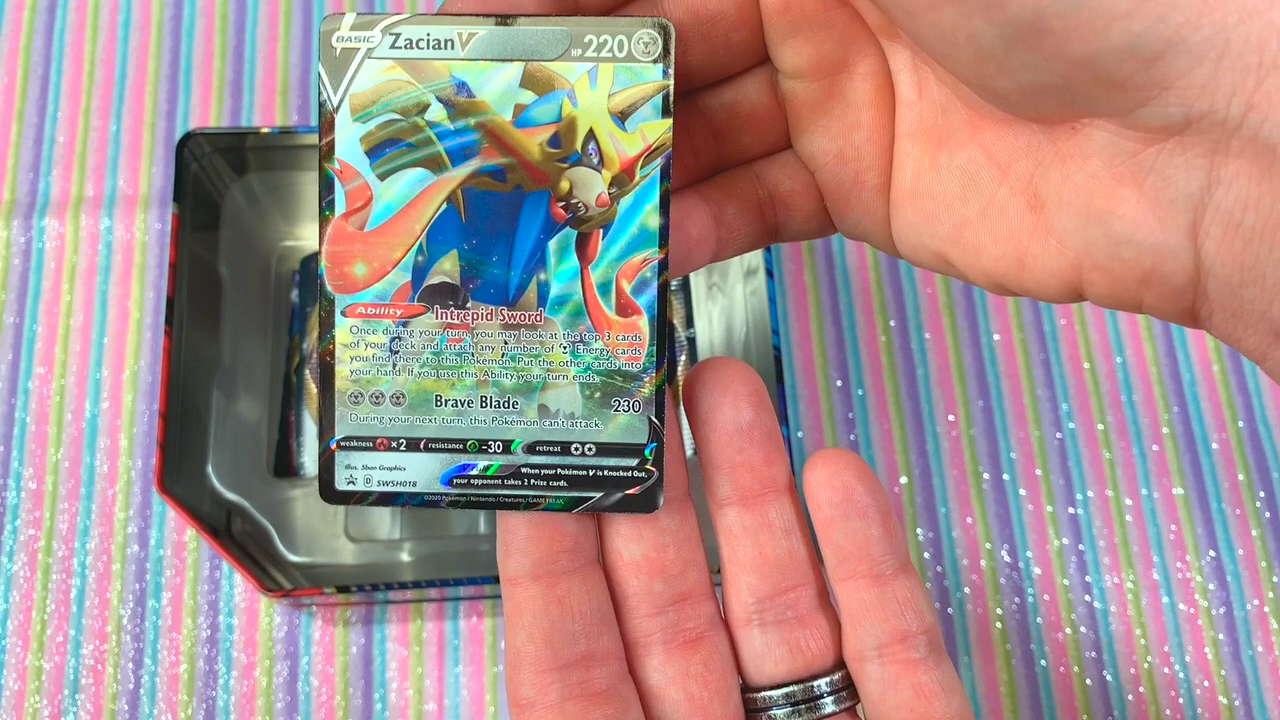 BASIC Zacian V HP 220
Ability Intrepid Sword
Once during your turn, you may look at the top 3 cards
of your deck and attach any number of Energy cards
you find there to this Pokémon. Put the other cards into
your hand. If you use this Ability, your turn ends.
Brave Blade 230
During your next turn, this Pokémon can't attack.
weakness ×2 resistance -30 retreat
Illus. 5ban Graphics
V rule When your Pokémon V is Knocked Out,
your opponent takes 2 Prize cards.
D SWSH018
©2020 Pokémon / Nintendo / Creatures / GAME FREAK